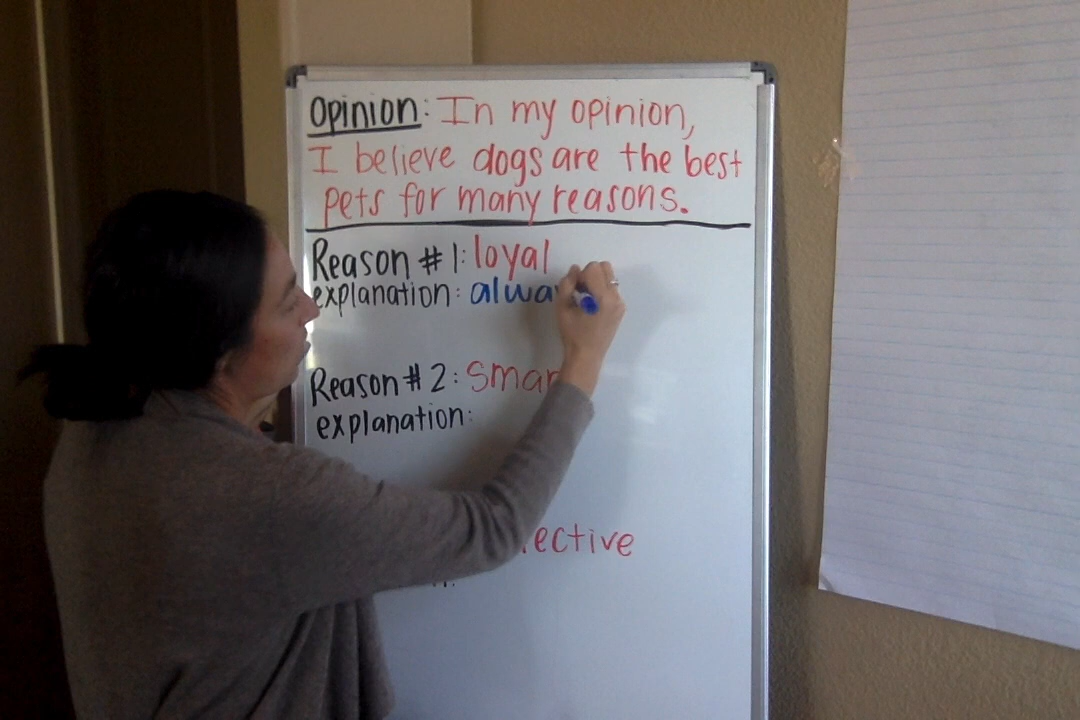 Opinion: In my opinion,
I believe dogs are the best
pets for many reasons.
Reason #1: loyal
explanation:
Reason #2:
explanation: